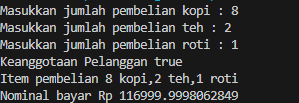 Masukkan jumlah pembelian kopi : 8
Masukkan jumlah pembelian teh : 2
Masukkan jumlah pembelian roti : 1
Keanggotaan Pelanggan true
Item pembelian 8 kopi,2 teh,1 roti
Nominal bayar Rp 116999.9998062849